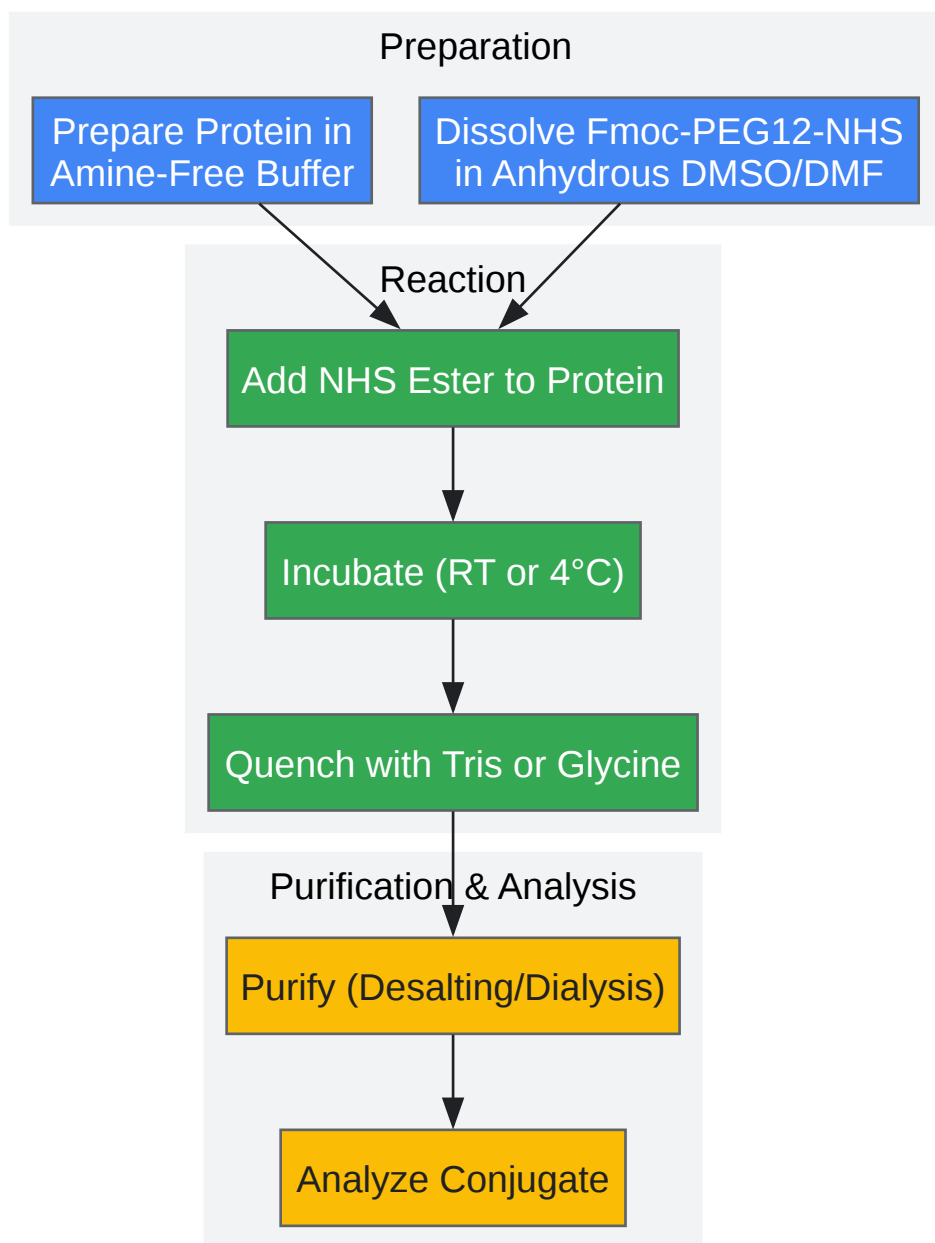 Preparation
Prepare Protein in
Amine-Free Buffer
Dissolve Fmoc-PEG12-NHS
in Anhydrous DMSO/DMF
Reaction
Add NHS Ester to Protein
Incubate (RT or 4°C)
Quench with Tris or Glycine
Purification & Analysis
Purify (Desalting/Dialysis)
Analyze Conjugate